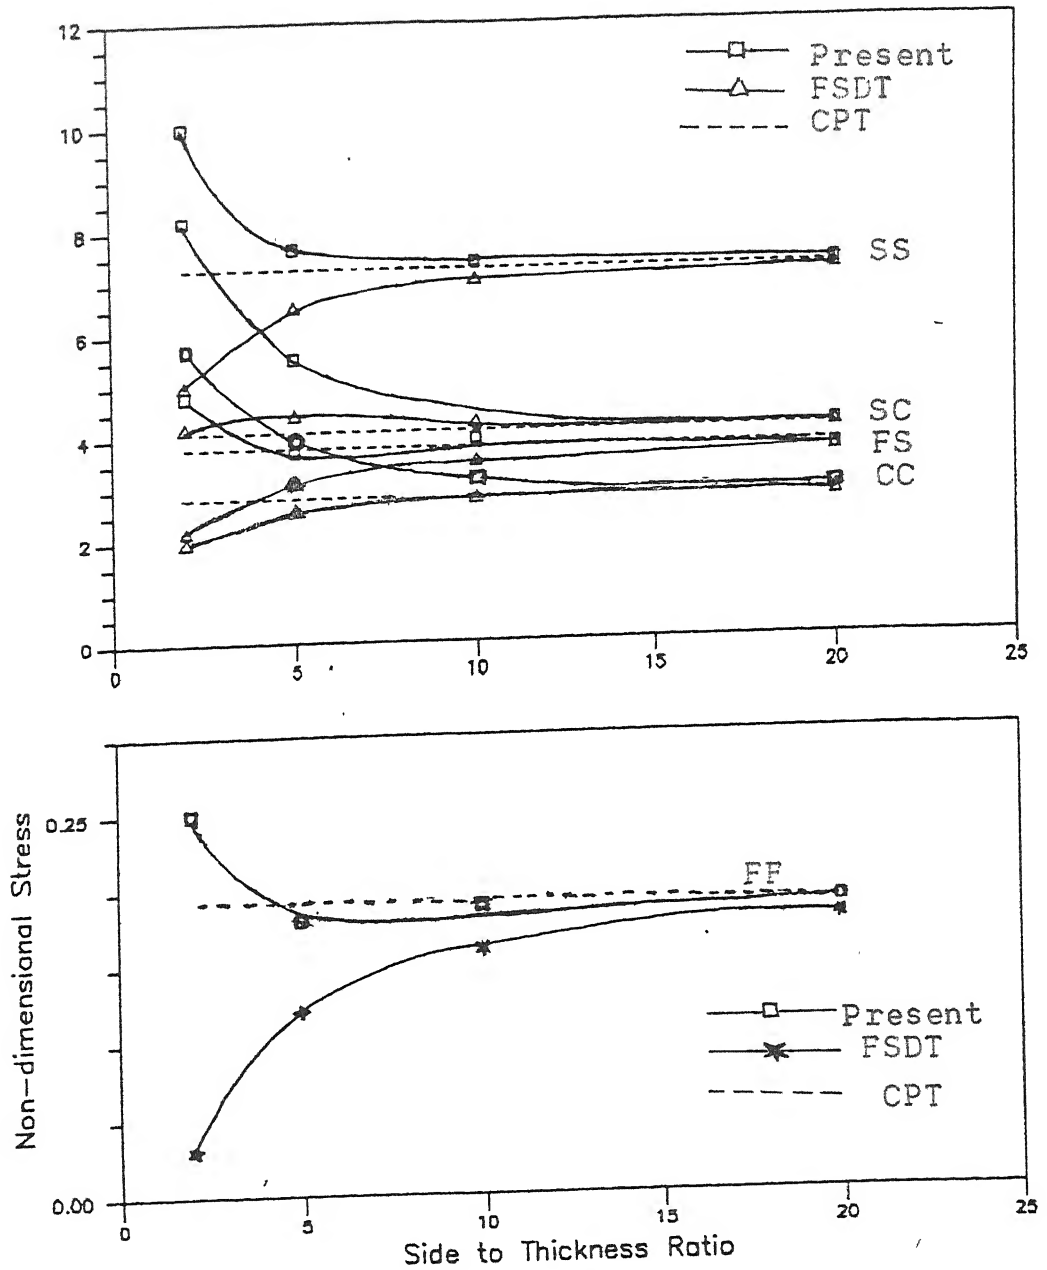 12
10
8
6
4
2
0
0
5
10
15
20
25
Present
FSDT
CPT
SS
SC
FS
CC
Non-dimensional Stress
0.25
0.00
0
5
10
15
20
25
FF
Present
FSDT
CPT
Side to Thickness Ratio